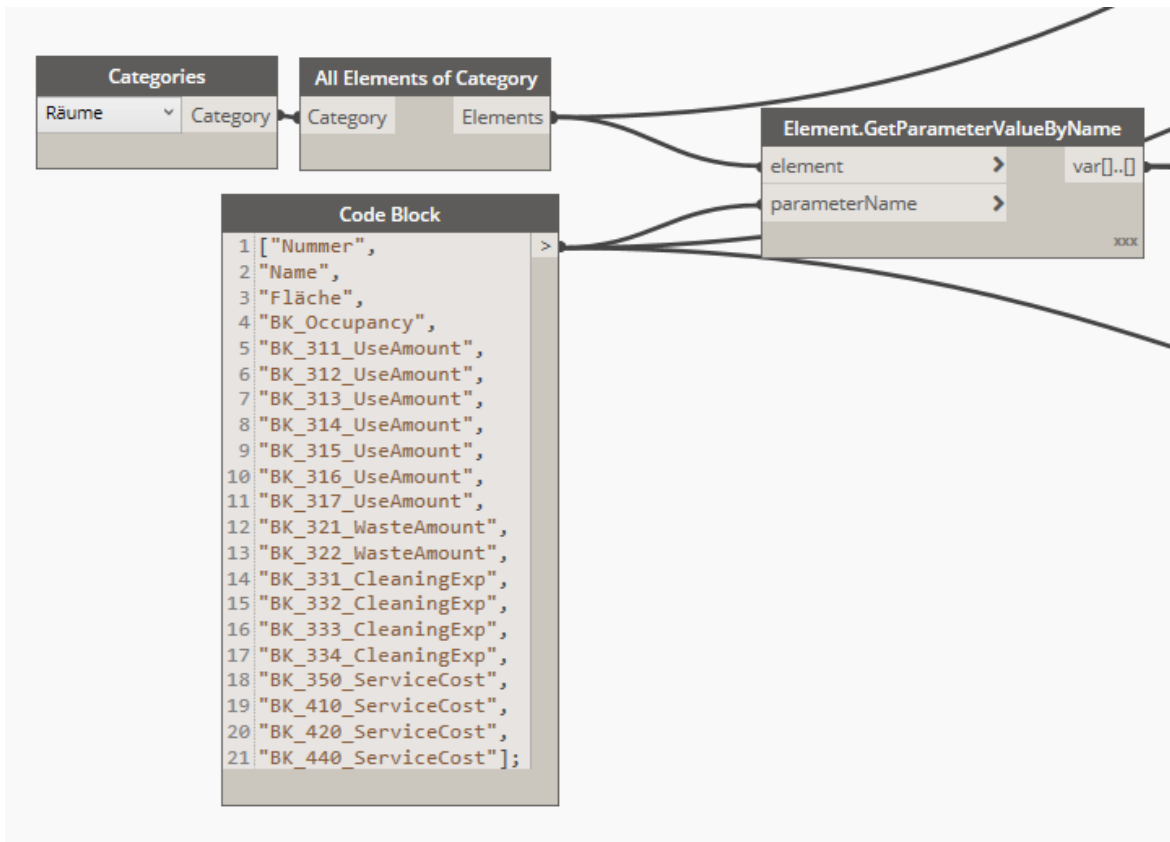 Categories
Räume
Category
All Elements of Category
Category
Elements
Element.GetParameterValueByName
element >
var[]..[]
parameterName >
xxx
Code Block
1 ["Nummer",
>
2 "Name",
3 "Fläche",
4 "BK_Occupancy",
5 "BK_311_UseAmount",
6 "BK_312_UseAmount",
7 "BK_313_UseAmount",
8 "BK_314_UseAmount",
9 "BK_315_UseAmount",
10 "BK_316_UseAmount",
11 "BK_317_UseAmount",
12 "BK_321_WasteAmount",
13 "BK_322_WasteAmount",
14 "BK_331_CleaningExp",
15 "BK_332_CleaningExp",
16 "BK_333_CleaningExp",
17 "BK_334_CleaningExp",
18 "BK_350_ServiceCost",
19 "BK_410_ServiceCost",
20 "BK_420_ServiceCost",
21 "BK_440_ServiceCost"];